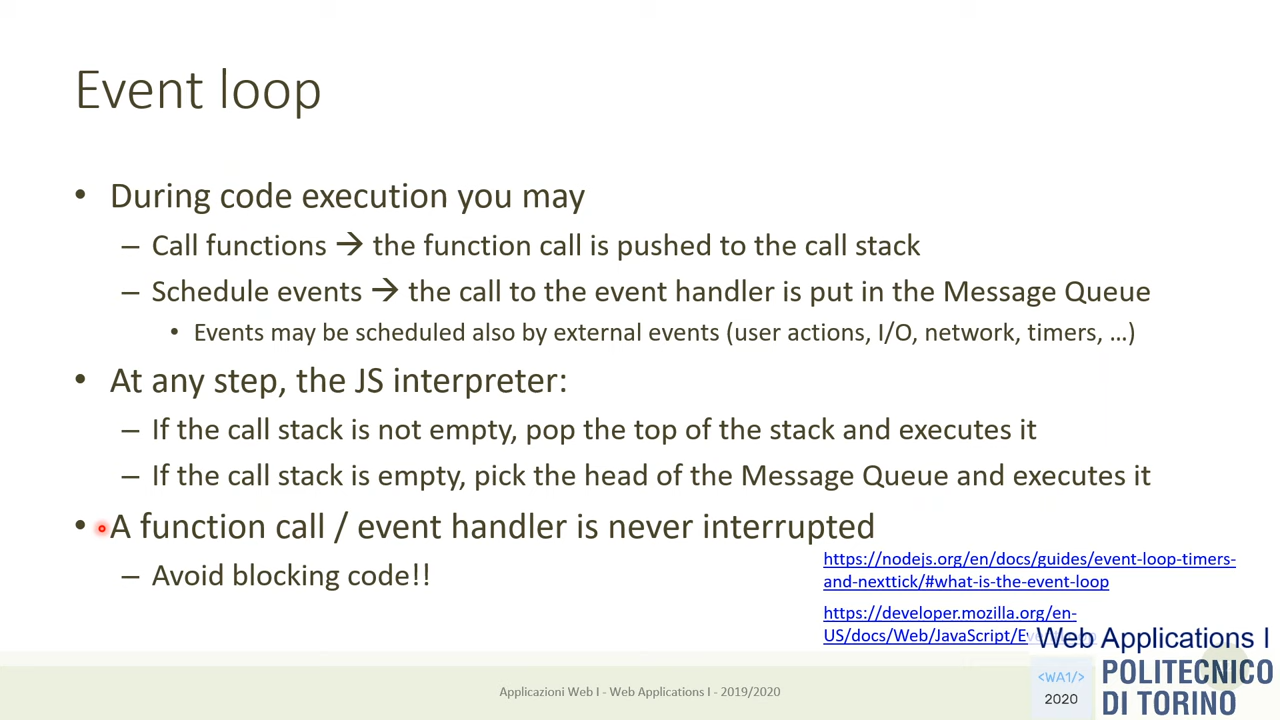 Event loop
• During code execution you may
– Call functions → the function call is pushed to the call stack
– Schedule events → the call to the event handler is put in the Message Queue
• Events may be scheduled also by external events (user actions, I/O, network, timers, …)
• At any step, the JS interpreter:
– If the call stack is not empty, pop the top of the stack and executes it
– If the call stack is empty, pick the head of the Message Queue and executes it
• A function call / event handler is never interrupted
– Avoid blocking code!!
https://nodejs.org/en/docs/guides/event-loop-timers-
and-nexttick/#what-is-the-event-loop
https://developer.mozilla.org/en-
US/docs/Web/JavaScript/Ev
Web Applications I
<WA1/>
2020
POLITECNICO
DI TORINO
Applicazioni Web I - Web Applications I - 2019/2020